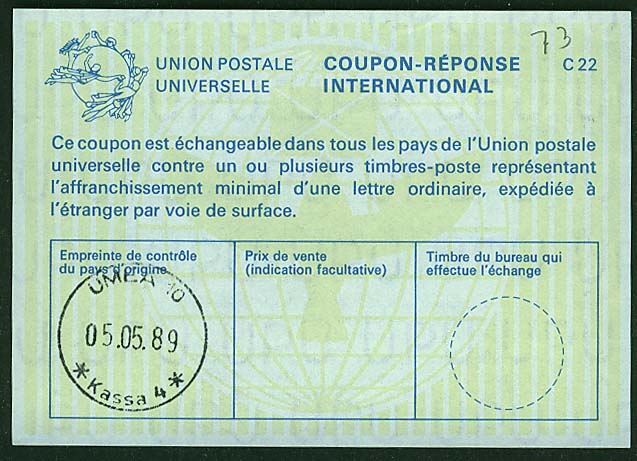 73
UNION POSTALE
UNIVERSELLE
COUPON-RÉPONSE
INTERNATIONAL
C 22
Ce coupon est échangeable dans tous les pays de l'Union postale
universelle contre un ou plusieurs timbres-poste représentant
l'affranchissement minimal d'une lettre ordinaire, expédiée à
l'étranger par voie de surface.
Empreinte de contrôle
du pays d'origine
Prix de vente
(indication facultative)
Timbre du bureau qui
effectue l'échange
UMEÅ 10
05.05.89
* Kassa 4 *